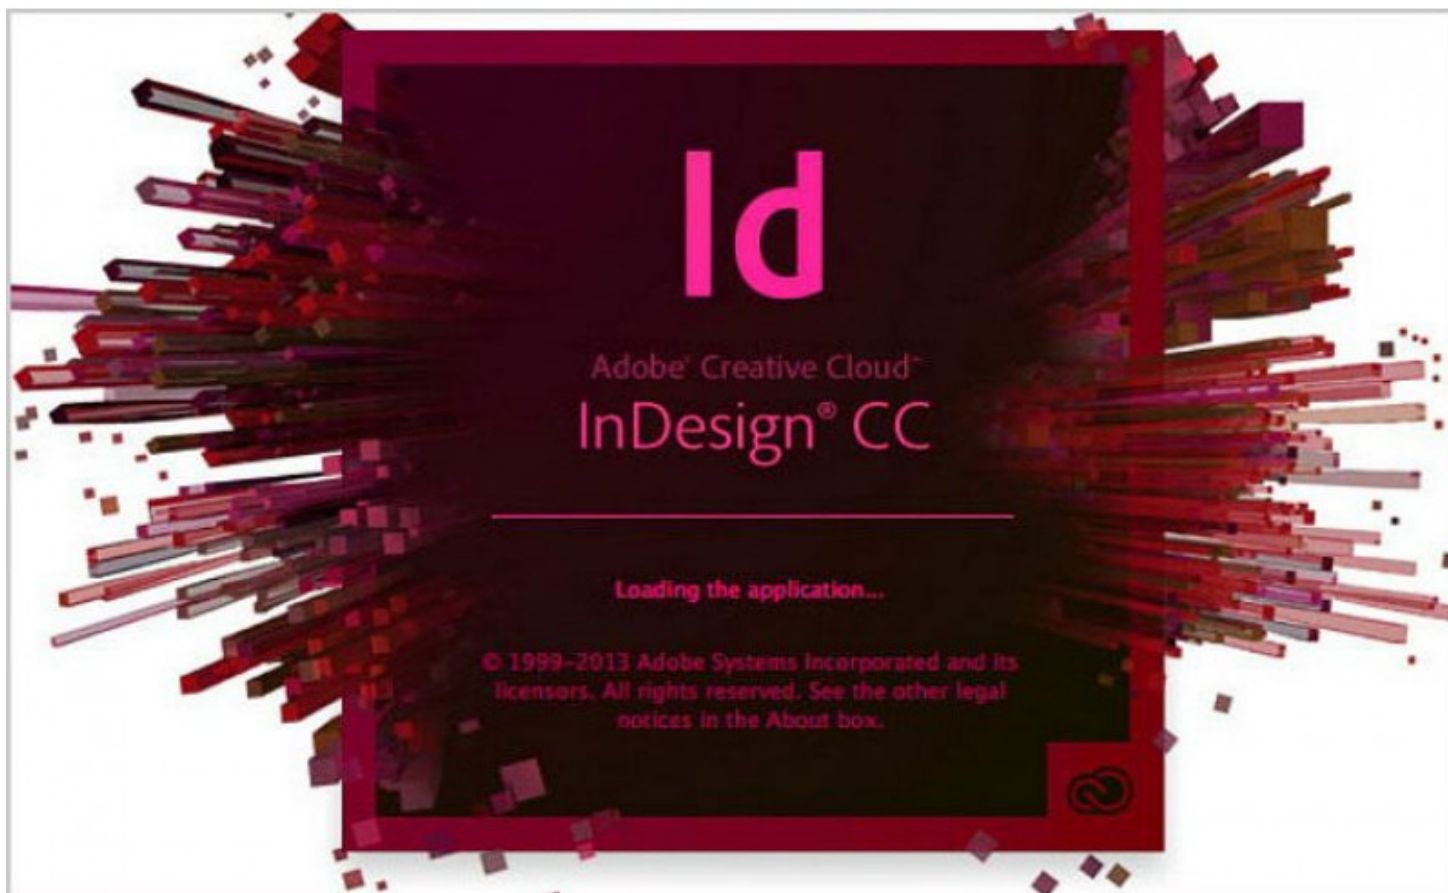 Id
Adobe® Creative Cloud™
InDesign® CC
Loading the application...
© 1999–2013 Adobe Systems Incorporated and its
licensors. All rights reserved. See the other legal
notices in the About box.